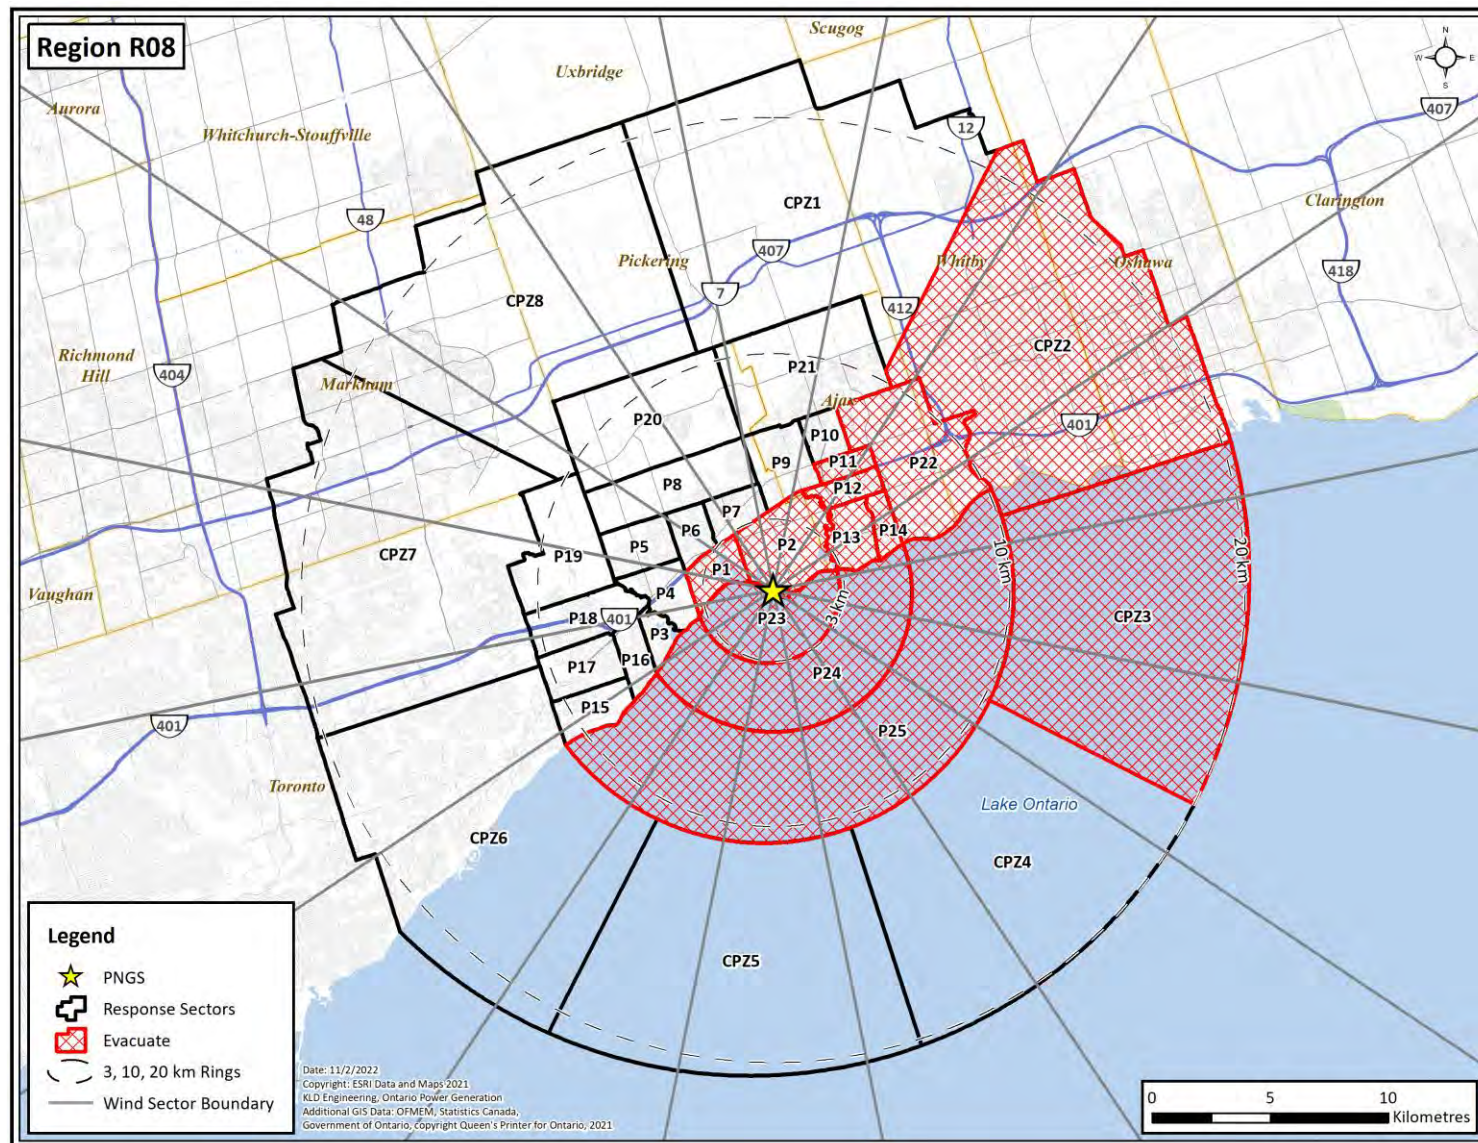 Region R08
Scugog
Uxbridge
N
W E
S
Aurora
Whitchurch-Stouffville
12
407
48
CPZ1
Clarington
407
Pickering
Whitby
Oshawa
418
7
CPZ8
412
Richmond
Hill
404
Markham
CPZ2
P21
Ajax
P20
P10
401
P9
P11
P22
P8
P12
P7
P6
P13
P14
P2
P5
CPZ7
P19
10 km
20 km
P1
Vaughan
P4
3 km
P18
401
P23
CPZ3
P3
P17
P16
P24
P15
401
P25
Toronto
Lake Ontario
CPZ6
CPZ4
CPZ5
Legend
PNGS
Response Sectors
Evacuate
3, 10, 20 km Rings
Wind Sector Boundary
Date: 11/2/2022
Copyright: ESRI Data and Maps 2021
KLD Engineering, Ontario Power Generation
Additional GIS Data: OFMEM, Statistics Canada,
Government of Ontario, copyright Queen's Printer for Ontario, 2021
0 5 10
Kilometres